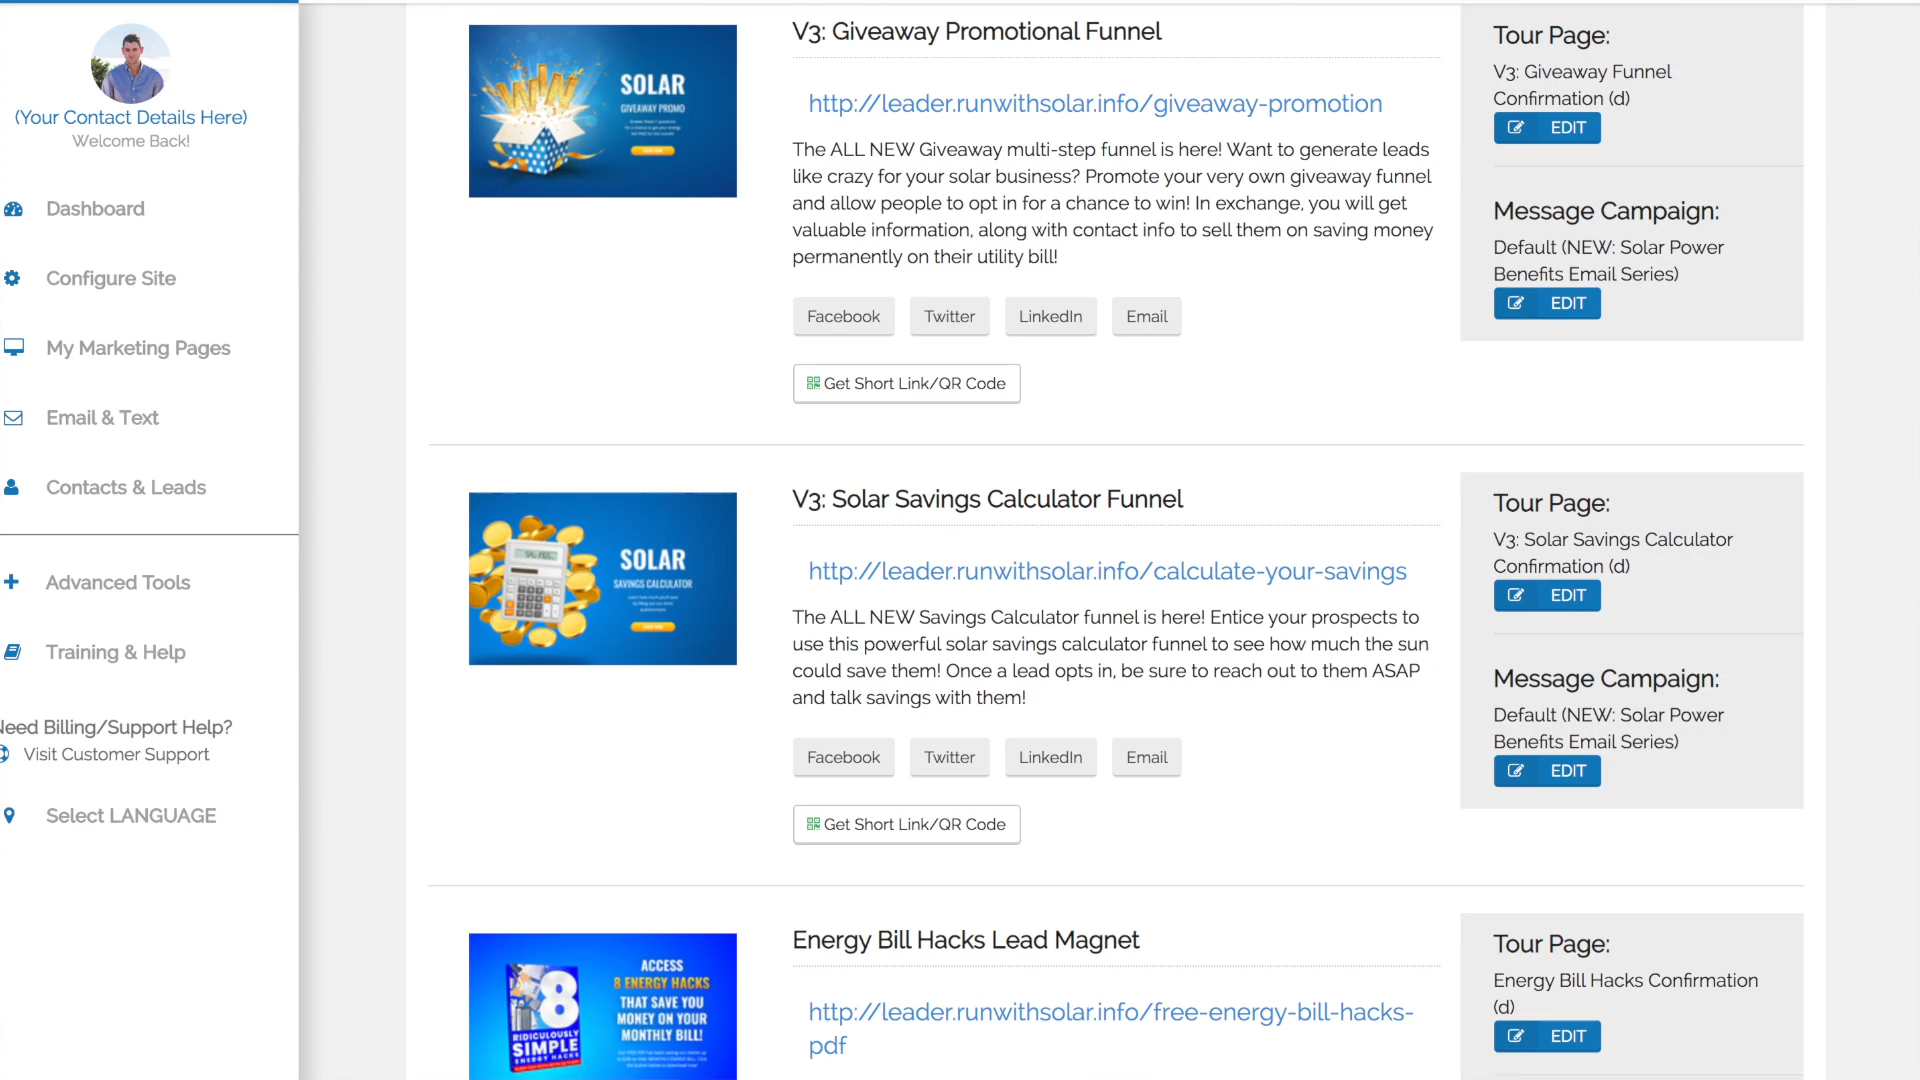 (Your Contact Details Here)
Welcome Back!
Dashboard
Configure Site
My Marketing Pages
Email & Text
Contacts & Leads
Advanced Tools
Training & Help
Need Billing/Support Help?
Visit Customer Support
Select LANGUAGE
WIN
SOLAR
GIVEAWAY PROMO
V3: Giveaway Promotional Funnel
http://leader.runwithsolar.info/giveaway-promotion
The ALL NEW Giveaway multi-step funnel is here! Want to generate leads
like crazy for your solar business? Promote your very own giveaway funnel
and allow people to opt in for a chance to win! In exchange, you will get
valuable information, along with contact info to sell them on saving money
permanently on their utility bill!
Facebook
Twitter
LinkedIn
Email
Get Short Link/QR Code
Tour Page:
V3: Giveaway Funnel
Confirmation (d)
EDIT
Message Campaign:
Default (NEW: Solar Power
Benefits Email Series)
EDIT
SOLAR
SAVINGS CALCULATOR
V3: Solar Savings Calculator Funnel
http://leader.runwithsolar.info/calculate-your-savings
The ALL NEW Savings Calculator funnel is here! Entice your prospects to
use this powerful solar savings calculator funnel to see how much the sun
could save them! Once a lead opts in, be sure to reach out to them ASAP
and talk savings with them!
Facebook
Twitter
LinkedIn
Email
Get Short Link/QR Code
Tour Page:
V3: Solar Savings Calculator
Confirmation (d)
EDIT
Message Campaign:
Default (NEW: Solar Power
Benefits Email Series)
EDIT
8
RIDICULOUSLY
SIMPLE
ENERGY HACKS
ACCESS
8 ENERGY HACKS
THAT SAVE YOU
MONEY ON YOUR
MONTHLY BILL!
Energy Bill Hacks Lead Magnet
http://leader.runwithsolar.info/free-energy-bill-hacks-
pdf
Tour Page:
Energy Bill Hacks Confirmation
(d)
EDIT